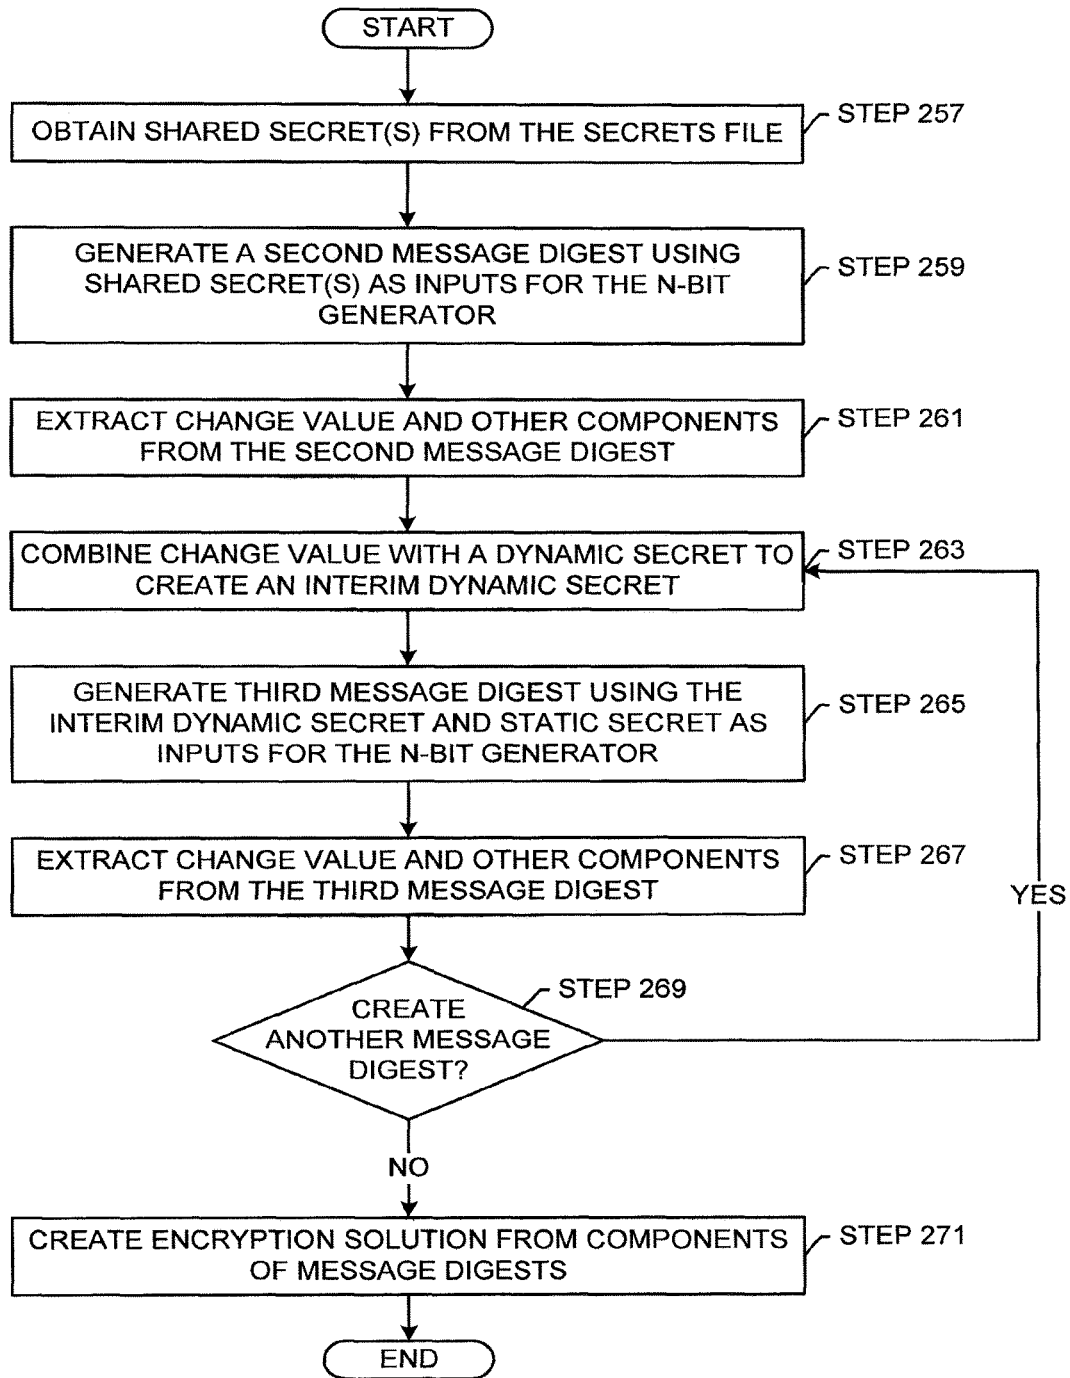 START
OBTAIN SHARED SECRET(S) FROM THE SECRETS FILE
STEP 257
GENERATE A SECOND MESSAGE DIGEST USING
SHARED SECRET(S) AS INPUTS FOR THE N-BIT
GENERATOR
STEP 259
EXTRACT CHANGE VALUE AND OTHER COMPONENTS
FROM THE SECOND MESSAGE DIGEST
STEP 261
COMBINE CHANGE VALUE WITH A DYNAMIC SECRET TO
CREATE AN INTERIM DYNAMIC SECRET
STEP 263
GENERATE THIRD MESSAGE DIGEST USING THE
INTERIM DYNAMIC SECRET AND STATIC SECRET AS
INPUTS FOR THE N-BIT GENERATOR
STEP 265
EXTRACT CHANGE VALUE AND OTHER COMPONENTS
FROM THE THIRD MESSAGE DIGEST
STEP 267
YES
CREATE
ANOTHER MESSAGE
DIGEST?
STEP 269
NO
CREATE ENCRYPTION SOLUTION FROM COMPONENTS
OF MESSAGE DIGESTS
STEP 271
END